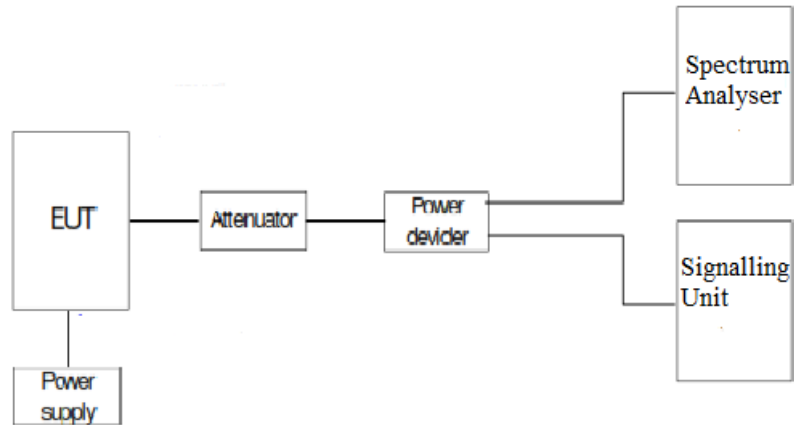 Spectrum
Analyser
EUT
Attenuator
Power
devider
Signalling
Unit
Power
supply